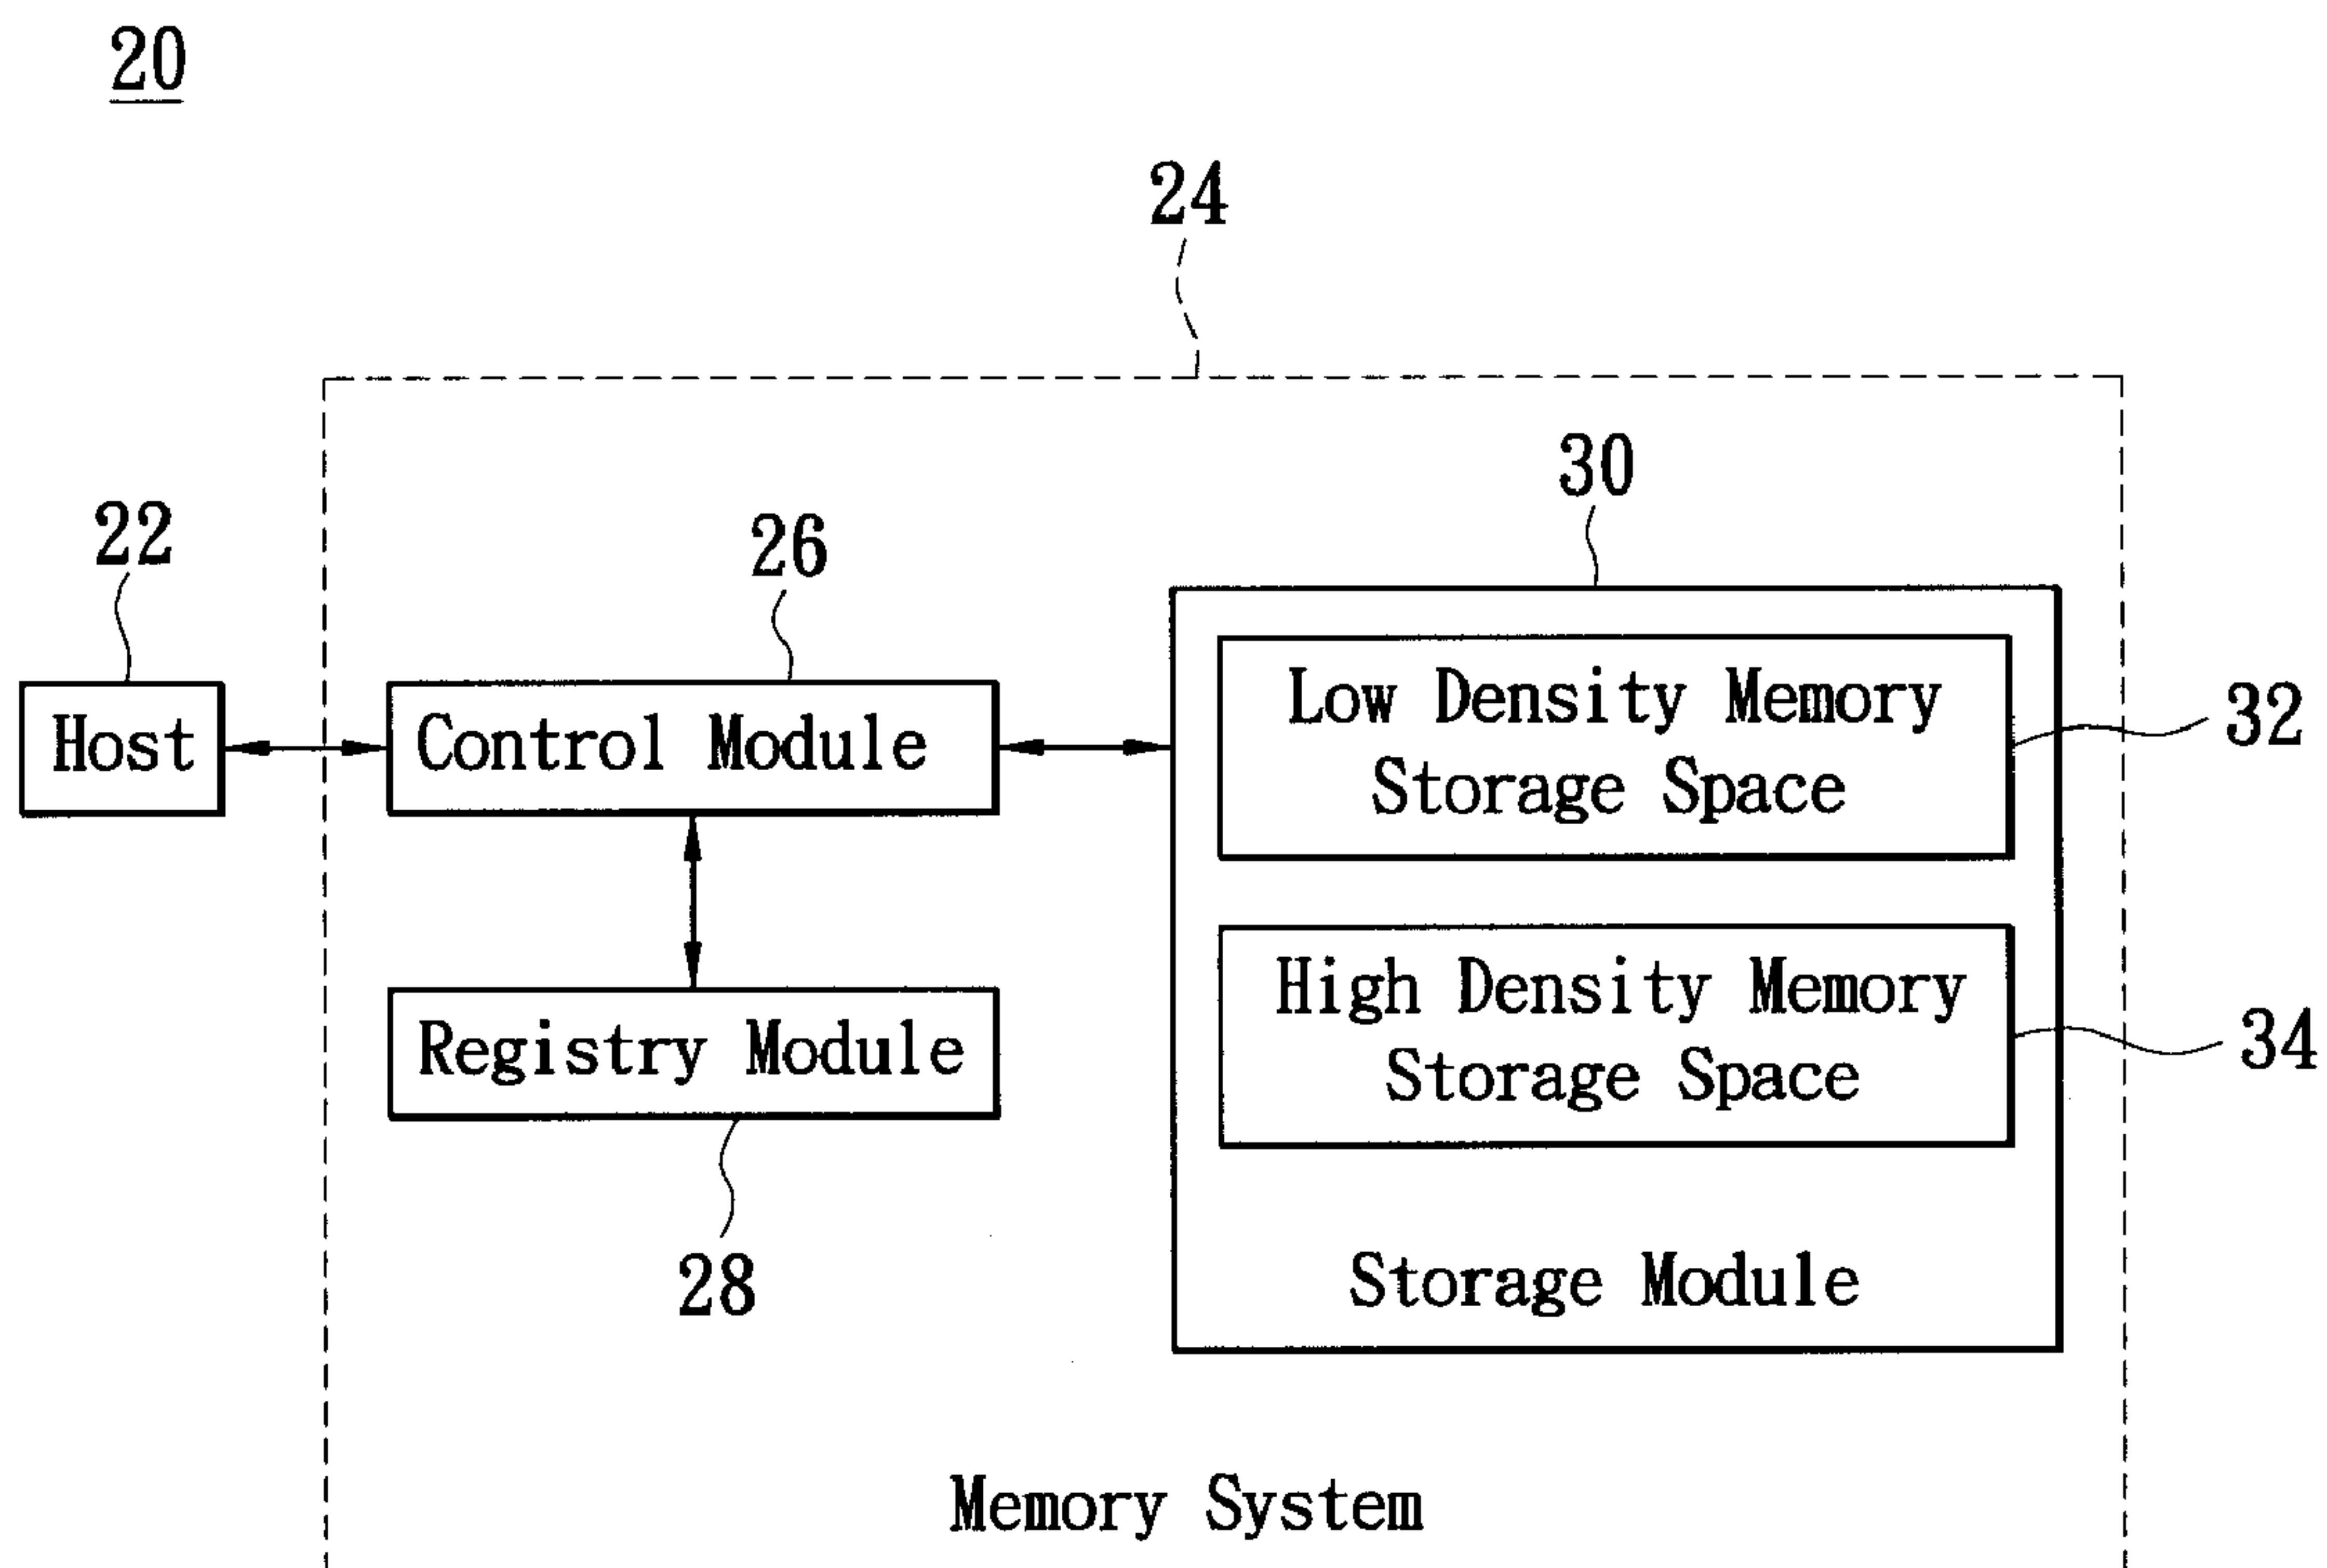 20
24
30
22
26
Low Density Memory
Storage Space
32
Host
Control Module
High Density Memory
Storage Space
34
Registry Module
28
Storage Module
Memory System